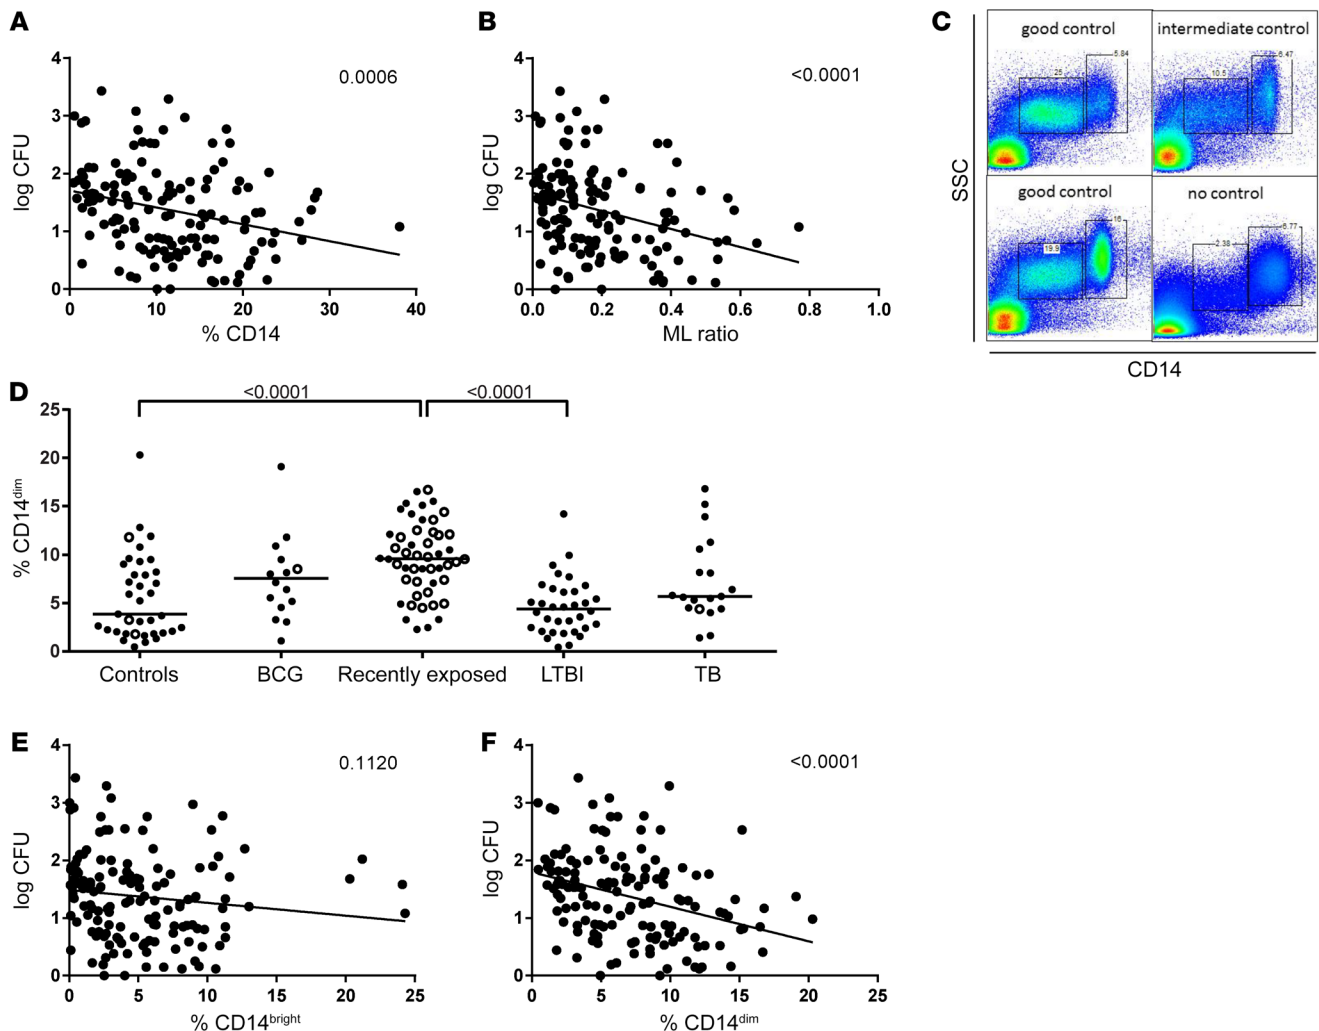 A
4
3
2
1
0
log CFU
0.0006
0
10
20
30
40
% CD14
B
4
3
2
1
0
log CFU
<0.0001
0.0
0.2
0.4
0.6
0.8
1.0
ML ratio
C
SSC
good control
25
5.84
intermediate control
10.5
6.47
good control
19.9
16
no control
2.38
6.77
CD14
D
<0.0001
<0.0001
25
20
15
10
5
0
% CD14dim
Controls
BCG
Recently exposed
LTBI
TB
E
4
3
2
1
0
log CFU
0.1120
0
5
10
15
20
25
% CD14bright
F
4
3
2
1
0
log CFU
<0.0001
0
5
10
15
20
25
% CD14dim